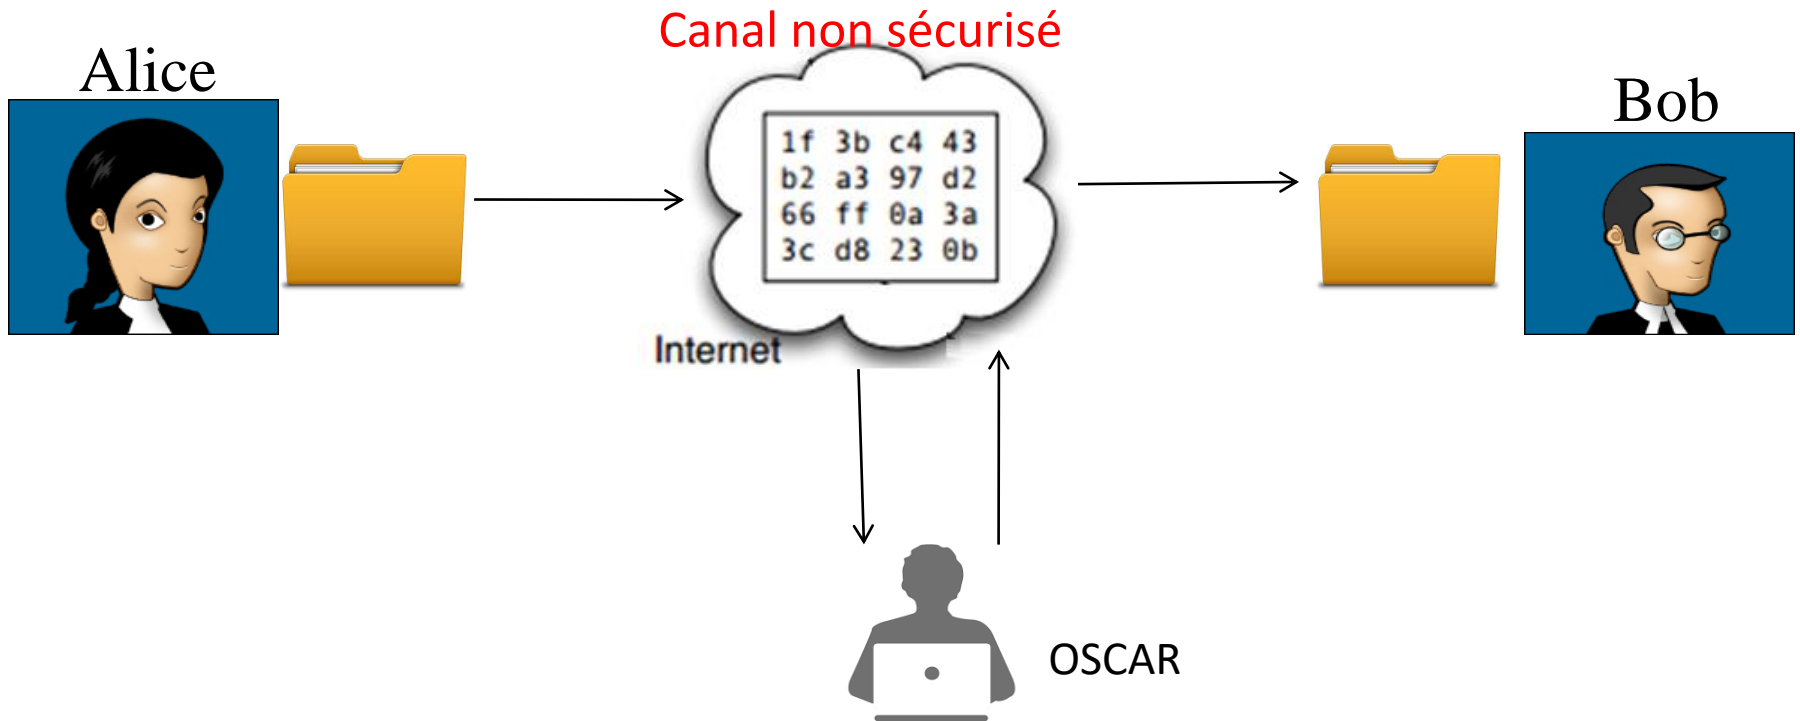 Canal non sécurisé
Alice
Bob
1f 3b c4 43
b2 a3 97 d2
66 ff 0a 3a
3c d8 23 0b
Internet
OSCAR